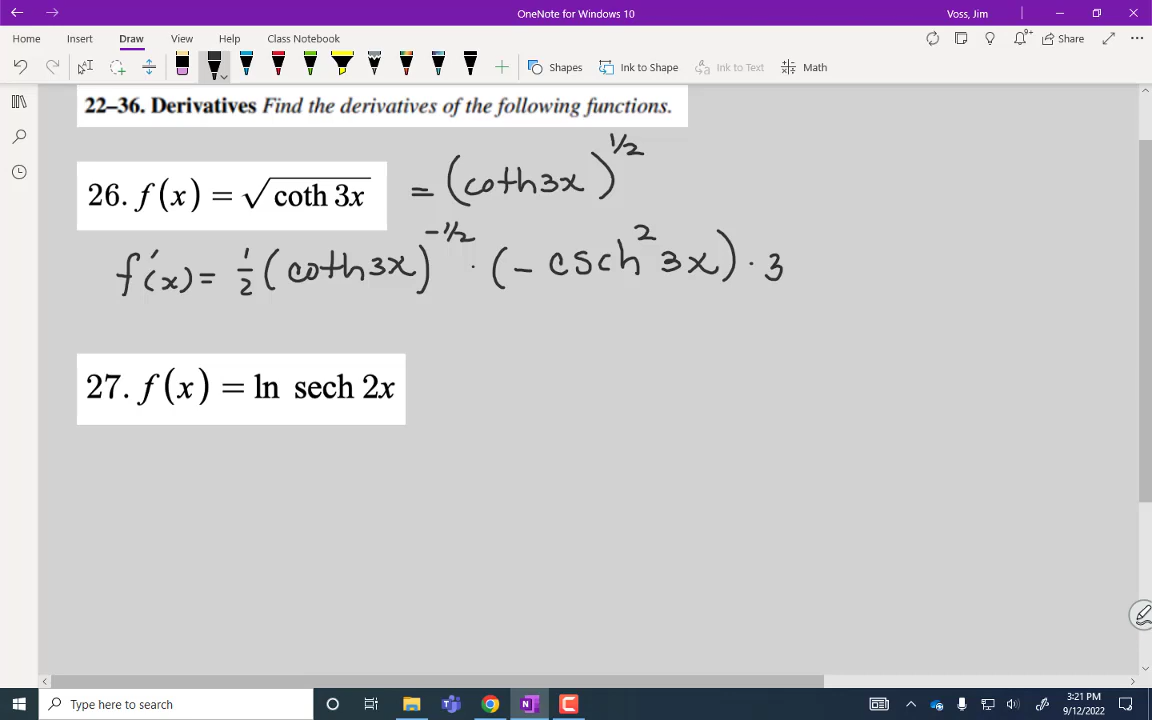 OneNote for Windows 10
Voss, Jim
Home Insert Draw View Help Class Notebook
Share
Shapes Ink to Shape Ink to Text Math
22–36. Derivatives Find the derivatives of the following functions.
26. f(x) = √coth 3x = (coth3x)^1/2
f'(x) = 1/2 (coth3x)^-1/2 · (- csch^2 3x) · 3
27. f(x) = ln sech 2x
Type here to search
3:21 PM
9/12/2022